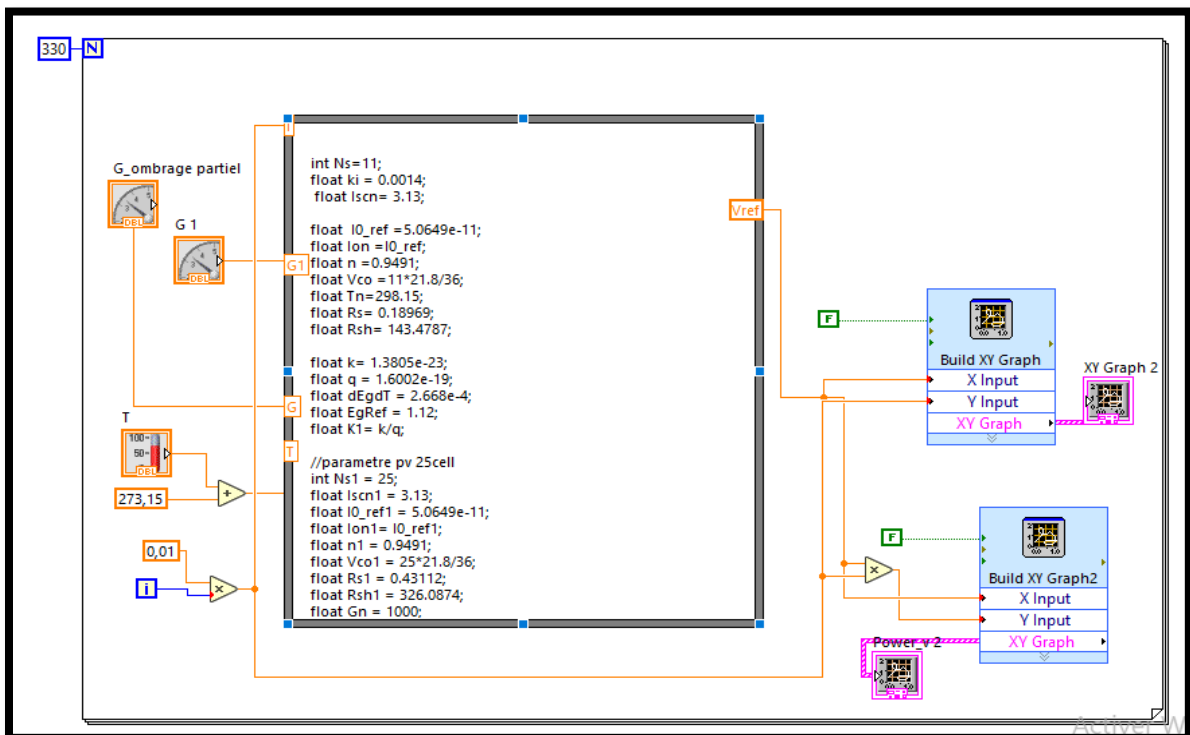 330
N
I
G_ombrage partiel
DBL
G 1
DBL
G1
G
T
T
100
50
DBL
273,15
+
0,01
i
×
int Ns=11;
float ki = 0.0014;
float Iscn= 3.13;
float I0_ref =5.0649e-11;
float Ion =I0_ref;
float n =0.9491;
float Vco =11*21.8/36;
float Tn=298.15;
float Rs= 0.18969;
float Rsh= 143.4787;
float k= 1.3805e-23;
float q = 1.6002e-19;
float dEgdT = 2.668e-4;
float EgRef = 1.12;
float K1= k/q;
//parametre pv 25cell
int Ns1 = 25;
float Iscn1 = 3.13;
float I0_ref1 = 5.0649e-11;
float Ion1= I0_ref1;
float n1 = 0.9491;
float Vco1 = 25*21.8/36;
float Rs1 = 0.43112;
float Rsh1 = 326.0874;
float Gn = 1000;
Vref
F
Build XY Graph
X Input
Y Input
XY Graph
XY Graph 2
F
×
Build XY Graph2
X Input
Y Input
XY Graph
Power_v 2
Activer W